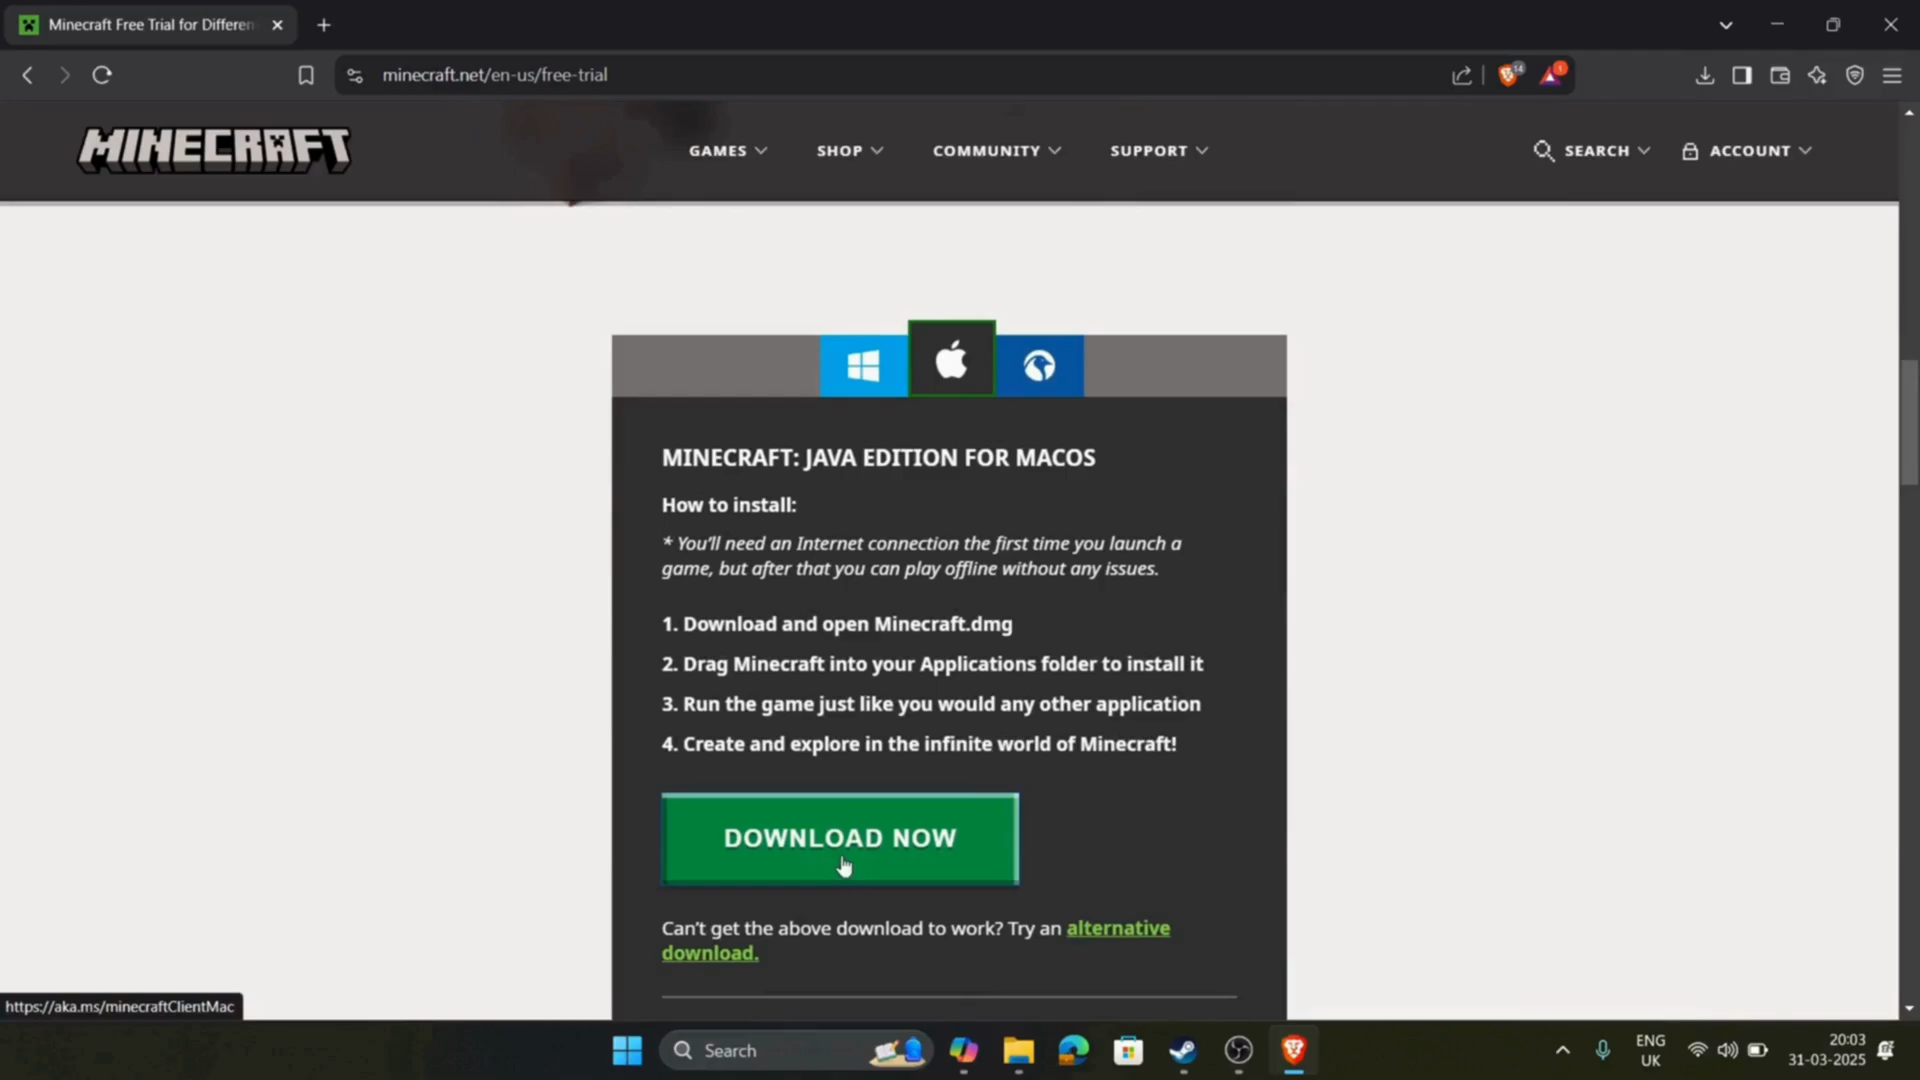 Minecraft Free Trial for Differen
minecraft.net/en-us/free-trial
14
1
MINECRAFT
GAMES
SHOP
COMMUNITY
SUPPORT
SEARCH
ACCOUNT
MINECRAFT: JAVA EDITION FOR MACOS
How to install:
* You'll need an Internet connection the first time you launch a
game, but after that you can play offline without any issues.
1. Download and open Minecraft.dmg
2. Drag Minecraft into your Applications folder to install it
3. Run the game just like you would any other application
4. Create and explore in the infinite world of Minecraft!
DOWNLOAD NOW
Can't get the above download to work? Try an alternative
download.
https://aka.ms/minecraftClientMac
Search
ENG
UK
20:03
31-03-2025